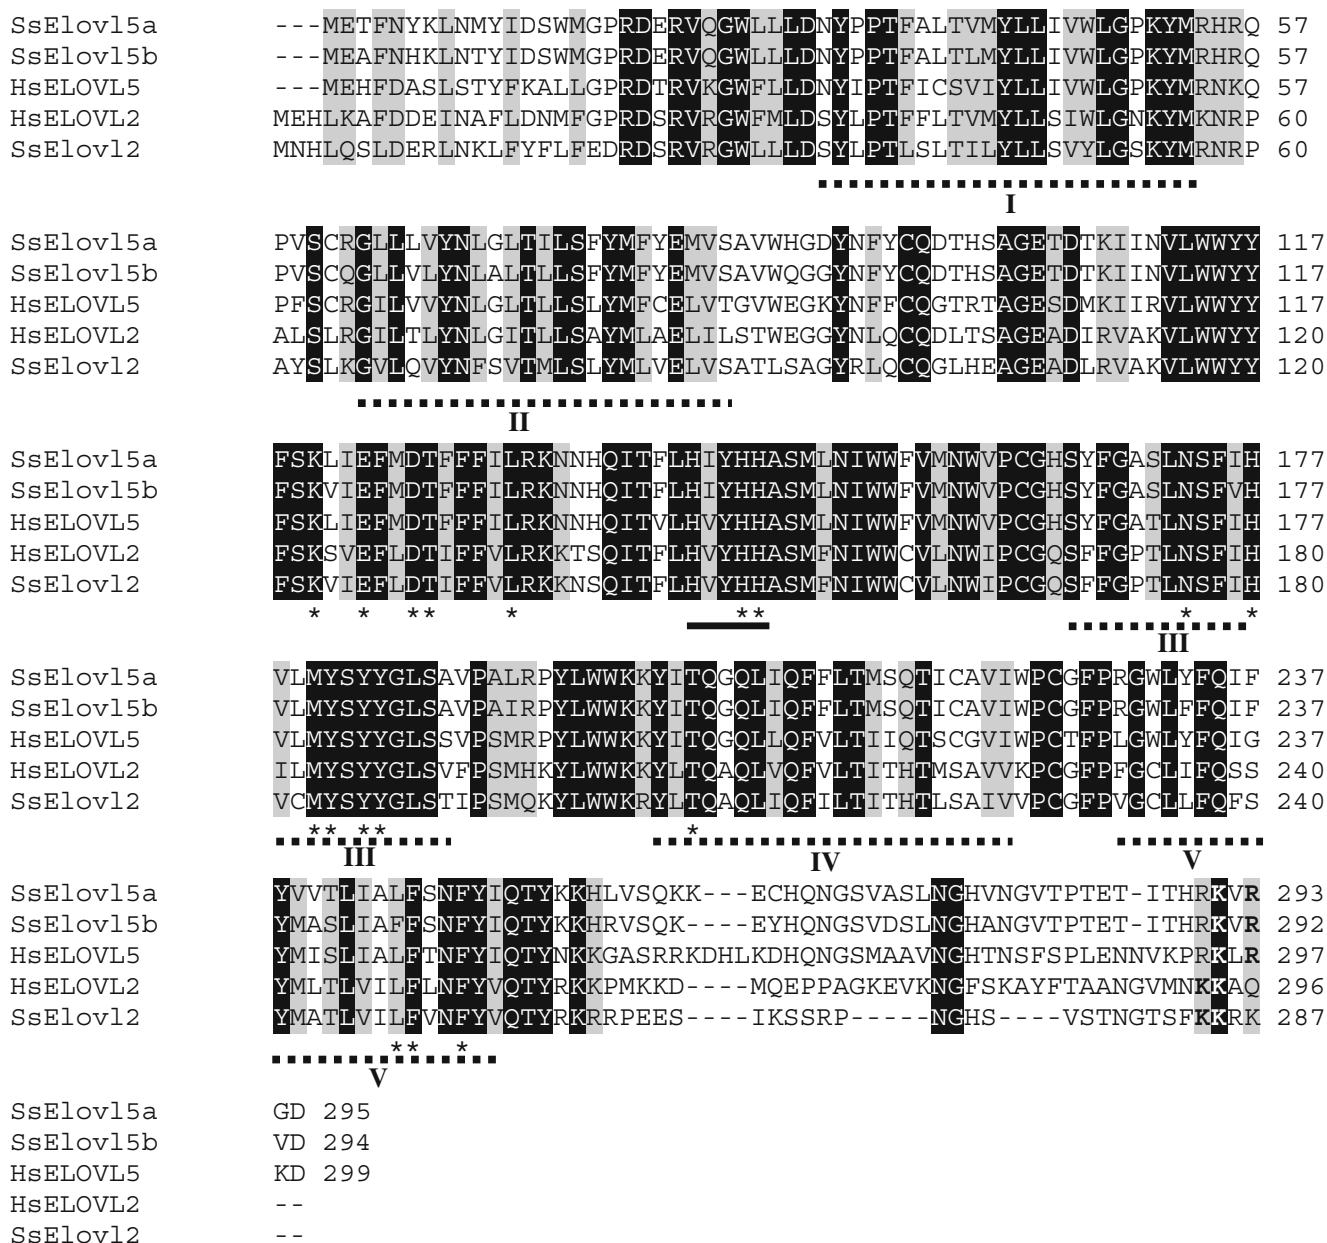 SsElovl5a ---METFNYKLNMYIDSWMGPRDERVQGWLLLDNYPPTFALTVMYLLIVWLGPKYMRHRQ 57
SsElovl5b ---MEAFNHKLNTYIDSWMGPRDERVQGWLLLDNYPPTFALTLMYLLIVWLGPKYMRHRQ 57
HsELOVL5 ---MEHFDASLSTYFKALLGPRDTRVKGWFLLDNYIPTFICSVIYLLIVWLGPKYMRNKQ 57
HsELOVL2 MEHLKAFDDEINAFLDNMFGPRDSRVRGWFMLDSYLPTFFLTVMYLLSIWLGNKYMKNRP 60
SsElovl2 MNHLQSLDERLNKLFYFLFEDRDSRVRGWLLLDSYLPTLSLTILYLLSVYLGSKYMRNRP 60
I
SsElovl5a PVSCRGLLLVYNLGLTILSFYMFYEMVSAVWHGDYNFYCQDTHSAGETDTKIINVLWWYY 117
SsElovl5b PVSCQGLLVLYNLALTLLSFYMFYEMVSAVWQGGYNFYCQDTHSAGETDTKIINVLWWYY 117
HsELOVL5 PFSCRGILVVYNLGLTLLSLYMFCELVTGVWEGKYNFFCQGTRTAGESDMKIIRVLWWYY 117
HsELOVL2 ALSLRGILTLYNLGITLLSAYMLAELILSTWEGGYNLQCQDLTSAGEADIRVAKVLWWYY 120
SsElovl2 AYSLKGVLQVYNFSVTMLSLYMLVELVSATLSAGYRLQCQGLHEAGEADLRVAKVLWWYY 120
II
SsElovl5a FSKLIEFMDTFFFILRKNNHQITFLHIYHHASMLNIWWFVMNWVPCGHSYFGASLNSFIH 177
SsElovl5b FSKVIEFMDTFFFILRKNNHQITFLHIYHHASMLNIWWFVMNWVPCGHSYFGASLNSFVH 177
HsELOVL5 FSKLIEFMDTFFFILRKNNHQITVLHVYHHASMLNIWWFVMNWVPCGHSYFGATLNSFIH 177
HsELOVL2 FSKSVEFLDTIFFVLRKKTSQITFLHVYHHASMFNIWWCVLNWIPCGQSFFGPTLNSFIH 180
SsElovl2 FSKVIEFLDTIFFVLRKKNSQITFLHVYHHASMFNIWWCVLNWIPCGQSFFGPTLNSFIH 180
* * ** * ** * *
III
SsElovl5a VLMYSYYGLSAVPALRPYLWWKKYITQGQLIQFFLTMSQTICAVIWPCGFPRGWLYFQIF 237
SsElovl5b VLMYSYYGLSAVPAIRPYLWWKKYITQGQLIQFFLTMSQTICAVIWPCGFPRGWLFFQIF 237
HsELOVL5 VLMYSYYGLSSVPSMRPYLWWKKYITQGQLLQFVLTIIQTSCGVIWPCTFPLGWLYFQIG 237
HsELOVL2 ILMYSYYGLSVFPSMHKYLWWKKYLTQAQLVQFVLTITHTMSAVVKPCGFPFGCLIFQSS 240
SsElovl2 VCMYSYYGLSTIPSMQKYLWWKRYLTQAQLIQFILTITHTLSAIVVPCGFPVGCLLFQFS 240
** ** *
III IV V
SsElovl5a YVVTLIALFSNFYIQTYKKHLVSQKK---ECHQNGSVASLNGHVNGVTPTET-ITHRKVR 293
SsElovl5b YMASLIAFFSNFYIQTYKKHRVSQK----EYHQNGSVDSLNGHANGVTPTET-ITHRKVR 292
HsELOVL5 YMISLIALFTNFYIQTYNKKGASRRKDHLKDHQNGSMAAVNGHTNSFSPLENNVKPRKLR 297
HsELOVL2 YMLTLVILFLNFYVQTYRKKPMKKD----MQEPPAGKEVKNGFSKAYFTAANGVMNKKAQ 296
SsElovl2 YMATLVILFVNFYVQTYRKRRPEES----IKSSRP-----NGHS----VSTNGTSFKKRK 287
** *
V
SsElovl5a GD 295
SsElovl5b VD 294
HsELOVL5 KD 299
HsELOVL2 --
SsElovl2 --